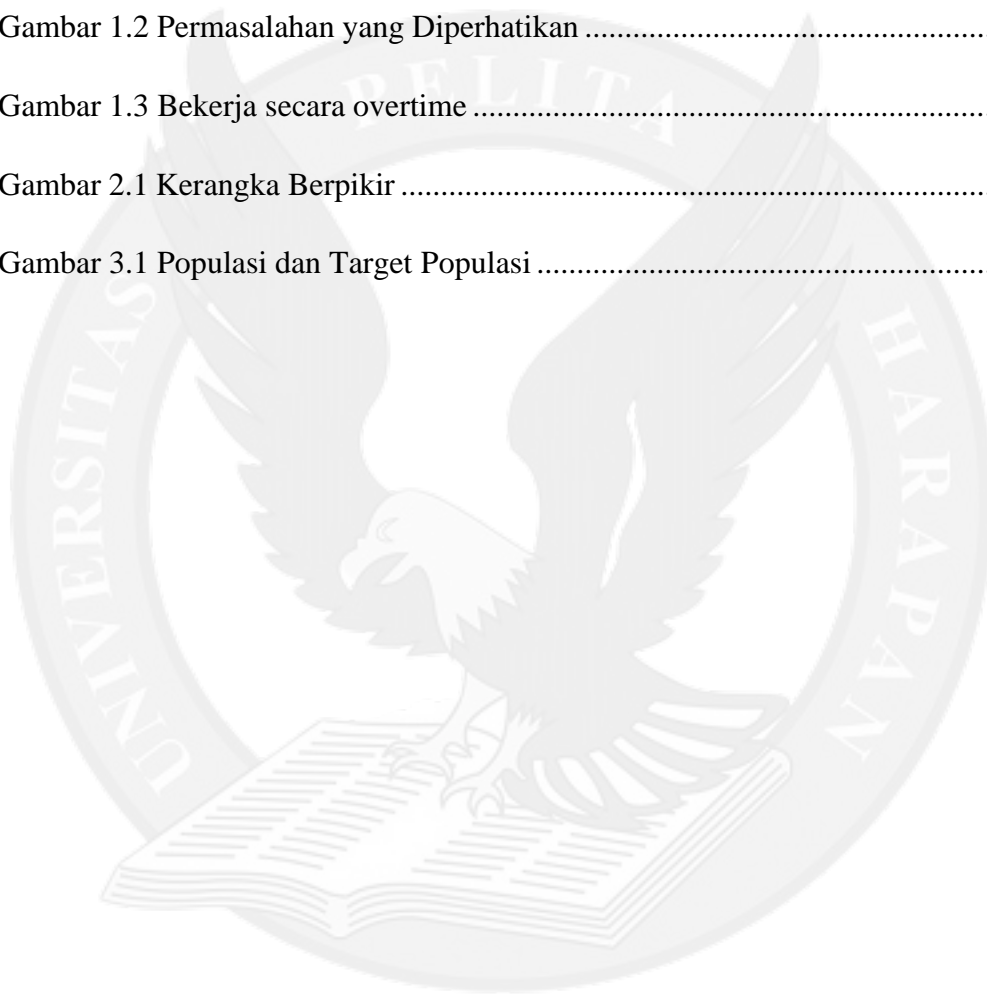 Gambar 1.2 Permasalahan yang Diperhatikan ..................................................
Gambar 1.3 Bekerja secara overtime ................................................................
Gambar 2.1 Kerangka Berpikir .........................................................................
Gambar 3.1 Populasi dan Target Populasi ........................................................
UNIVERSITAS PELITA HARAPAN